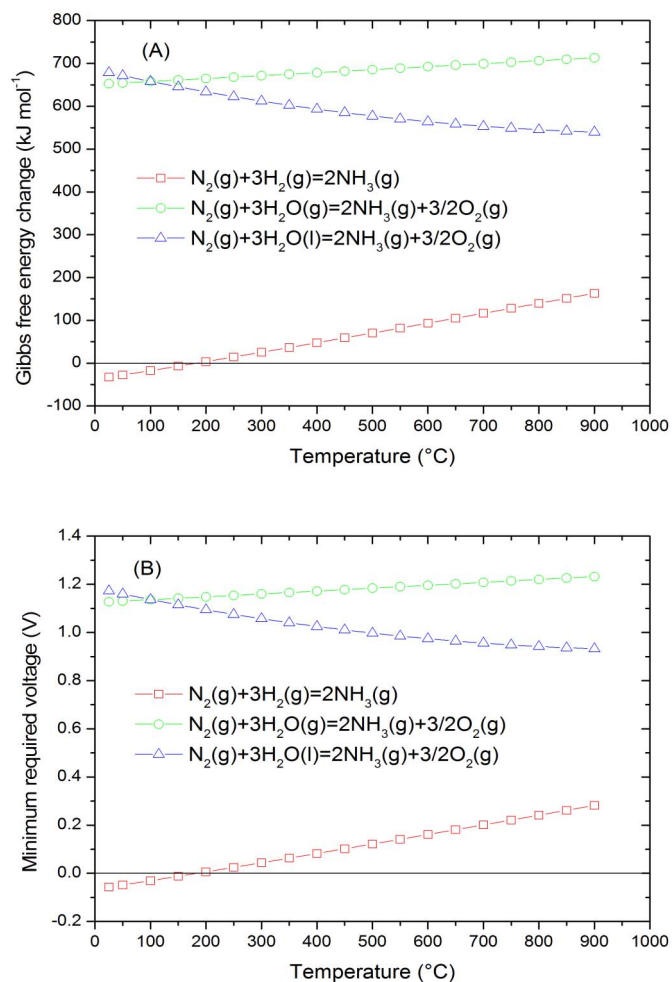 (A)
800
700
600
500
400
300
200
100
0
-100
Gibbs free energy change (kJ mol⁻¹)
N₂(g)+3H₂(g)=2NH₃(g)
N₂(g)+3H₂O(g)=2NH₃(g)+3/2O₂(g)
N₂(g)+3H₂O(l)=2NH₃(g)+3/2O₂(g)
0 100 200 300 400 500 600 700 800 900 1000
Temperature (°C)
(B)
1.4
1.2
1.0
0.8
0.6
0.4
0.2
0.0
-0.2
Minimum required voltage (V)
N₂(g)+3H₂(g)=2NH₃(g)
N₂(g)+3H₂O(g)=2NH₃(g)+3/2O₂(g)
N₂(g)+3H₂O(l)=2NH₃(g)+3/2O₂(g)
0 100 200 300 400 500 600 700 800 900 1000
Temperature (°C)